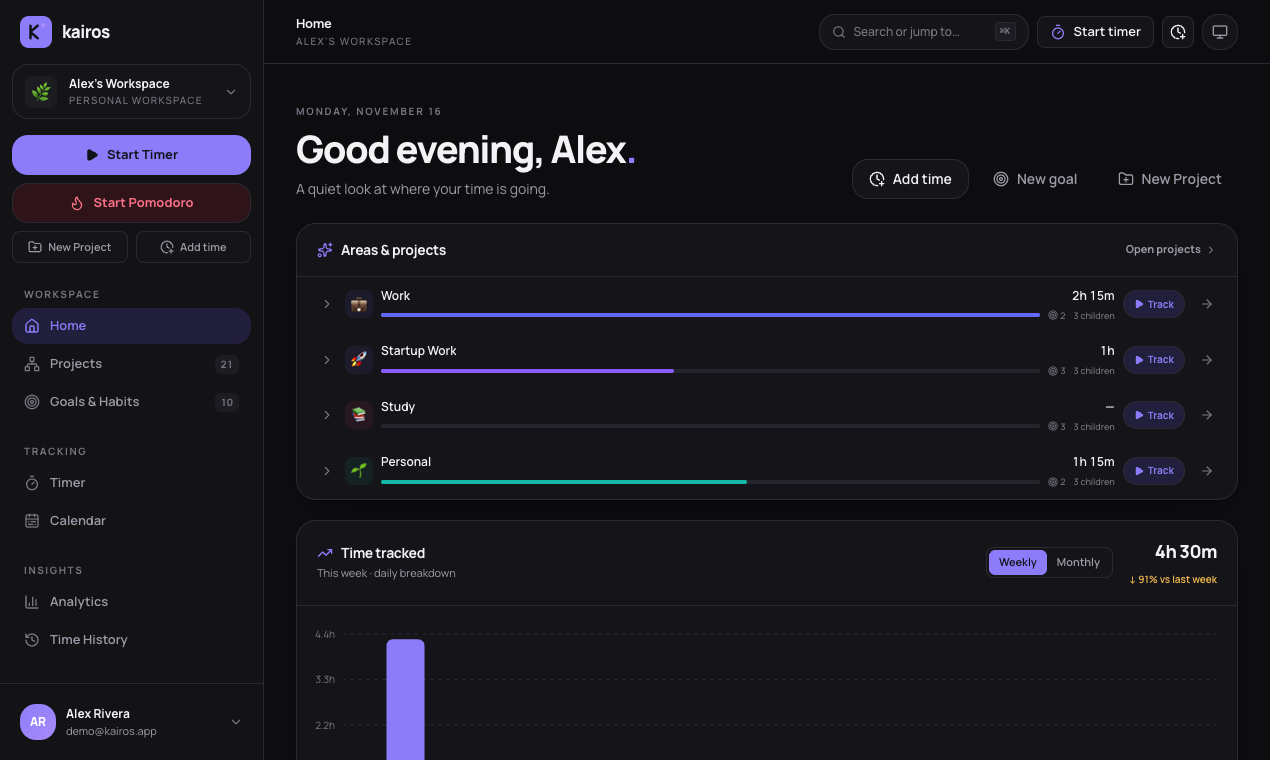 kairos
Alex's Workspace
PERSONAL WORKSPACE
Start Timer
Start Pomodoro
New Project
Add time
WORKSPACE
Home
Projects
21
Goals & Habits
10
TRACKING
Timer
Calendar
INSIGHTS
Analytics
Time History
AR
Alex Rivera
demo@kairos.app
Home
ALEX'S WORKSPACE
Search or jump to...
⌘K
Start timer
MONDAY, NOVEMBER 16
Good evening, Alex.
A quiet look at where your time is going.
Add time
New goal
New Project
Areas & projects
Open projects
Work
2h 15m
2
3 children
Track
Startup Work
1h
3
3 children
Track
Study
—
3
3 children
Track
Personal
1h 15m
2
3 children
Track
Time tracked
This week · daily breakdown
Weekly
Monthly
4h 30m
↓ 91% vs last week
4.4h
3.3h
2.2h